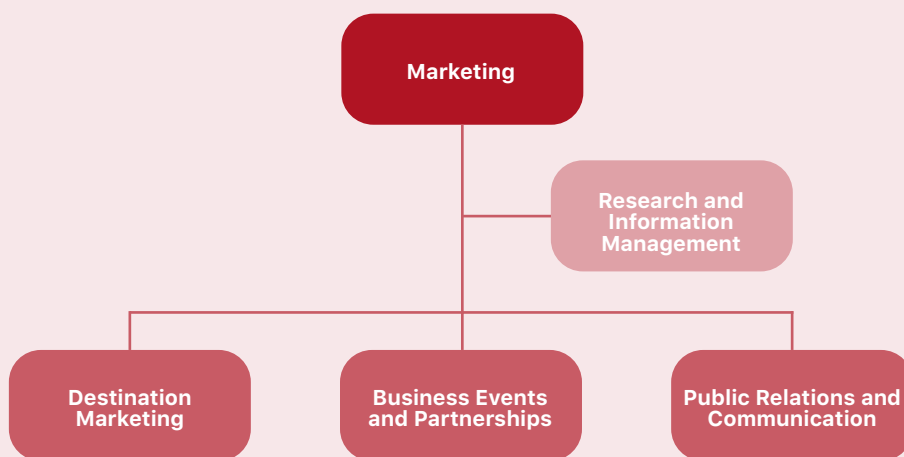 Marketing
Research and
Information
Management
Destination
Marketing
Business Events
and Partnerships
Public Relations and
Communication